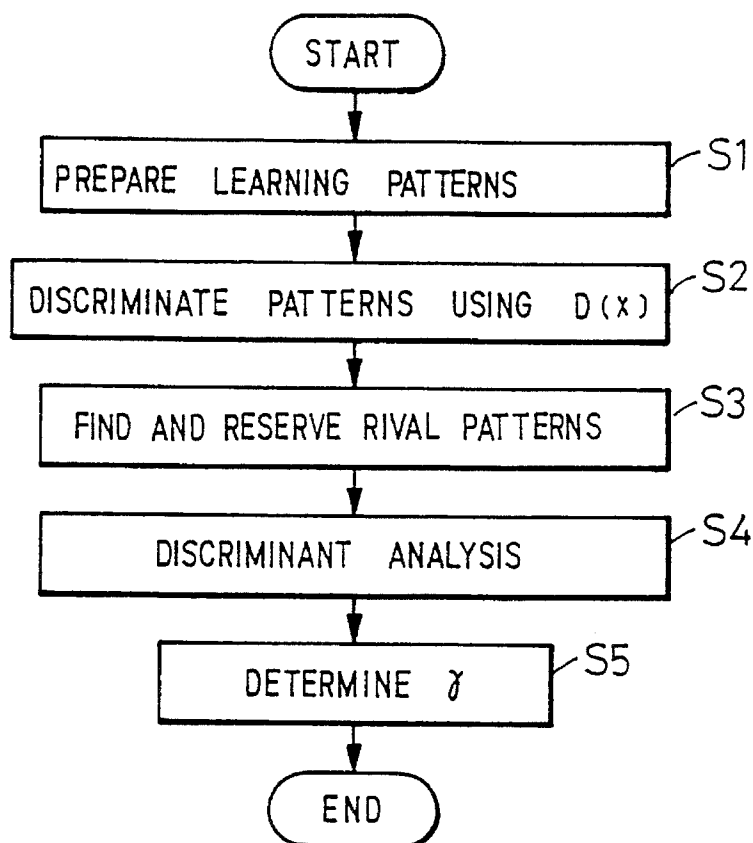 START
S1
PREPARE LEARNING PATTERNS
S2
DISCRIMINATE PATTERNS USING D(x)
S3
FIND AND RESERVE RIVAL PATTERNS
S4
DISCRIMINANT ANALYSIS
S5
DETERMINE γ
END